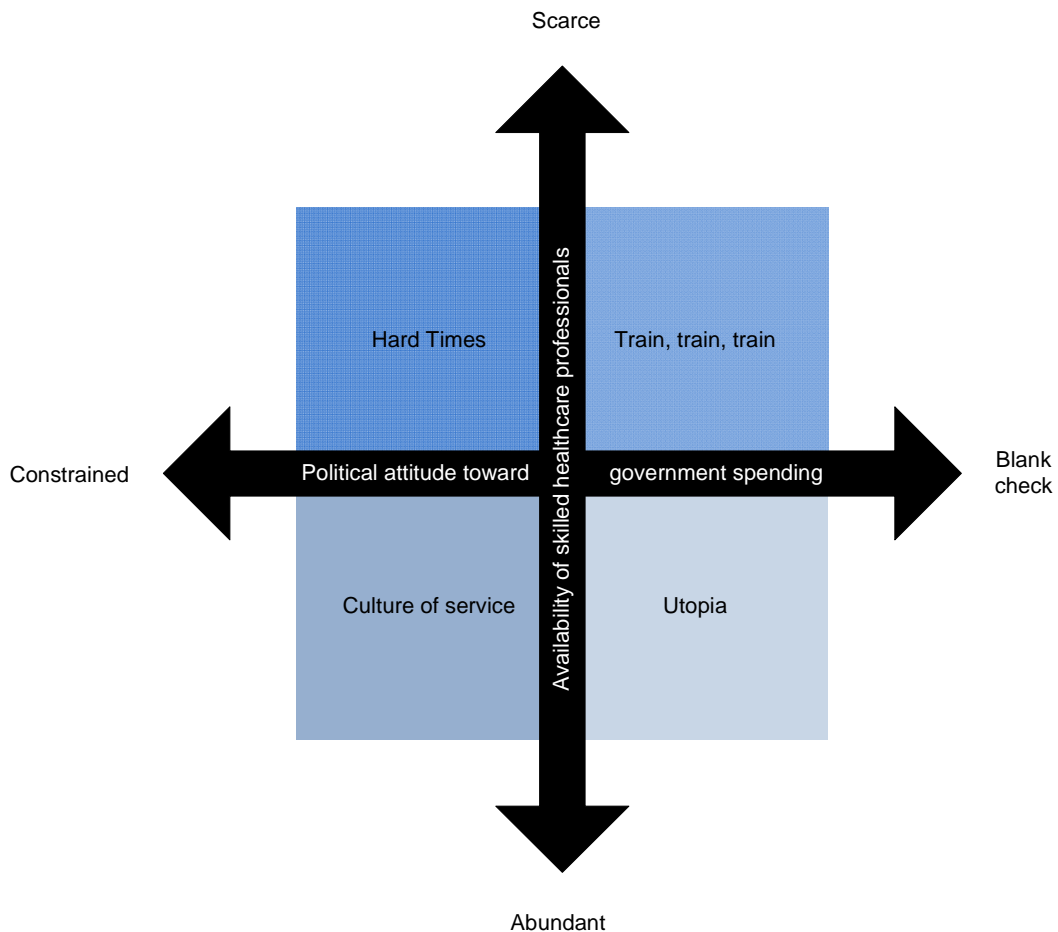 Scarce
Availability of skilled healthcare professionals
Hard Times
Train, train, train
Constrained
Political attitude toward government spending
Blank
check
Culture of service
Utopia
Abundant